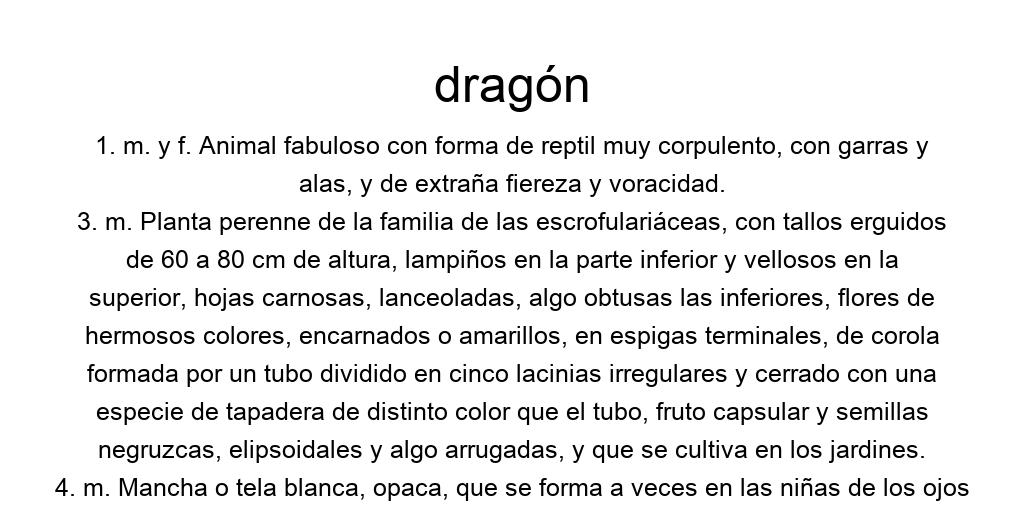 dragón
1. m. y f. Animal fabuloso con forma de reptil muy corpulento, con garras y
alas, y de extraña fiereza y voracidad.
3. m. Planta perenne de la familia de las escrofulariáceas, con tallos erguidos
de 60 a 80 cm de altura, lampiños en la parte inferior y vellosos en la
superior, hojas carnosas, lanceoladas, algo obtusas las inferiores, flores de
hermosos colores, encarnados o amarillos, en espigas terminales, de corola
formada por un tubo dividido en cinco lacinias irregulares y cerrado con una
especie de tapadera de distinto color que el tubo, fruto capsular y semillas
negruzcas, elipsoidales y algo arrugadas, y que se cultiva en los jardines.
4. m. Mancha o tela blanca, opaca, que se forma a veces en las niñas de los ojos